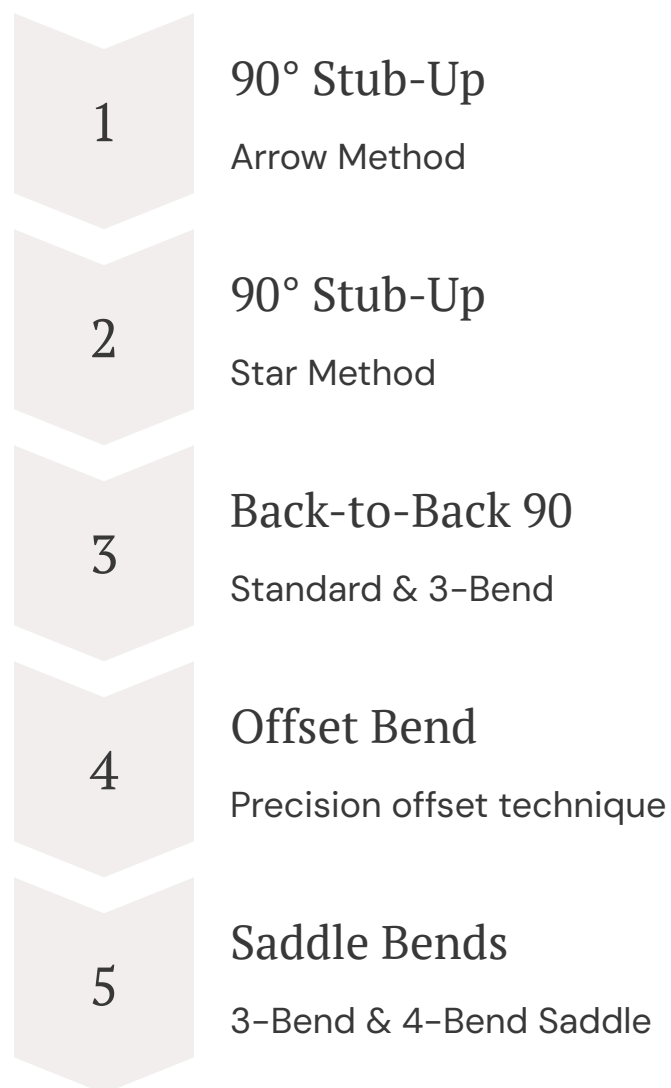 1
90° Stub-Up
Arrow Method
2
90° Stub-Up
Star Method
3
Back-to-Back 90
Standard & 3-Bend
4
Offset Bend
Precision offset technique
5
Saddle Bends
3-Bend & 4-Bend Saddle